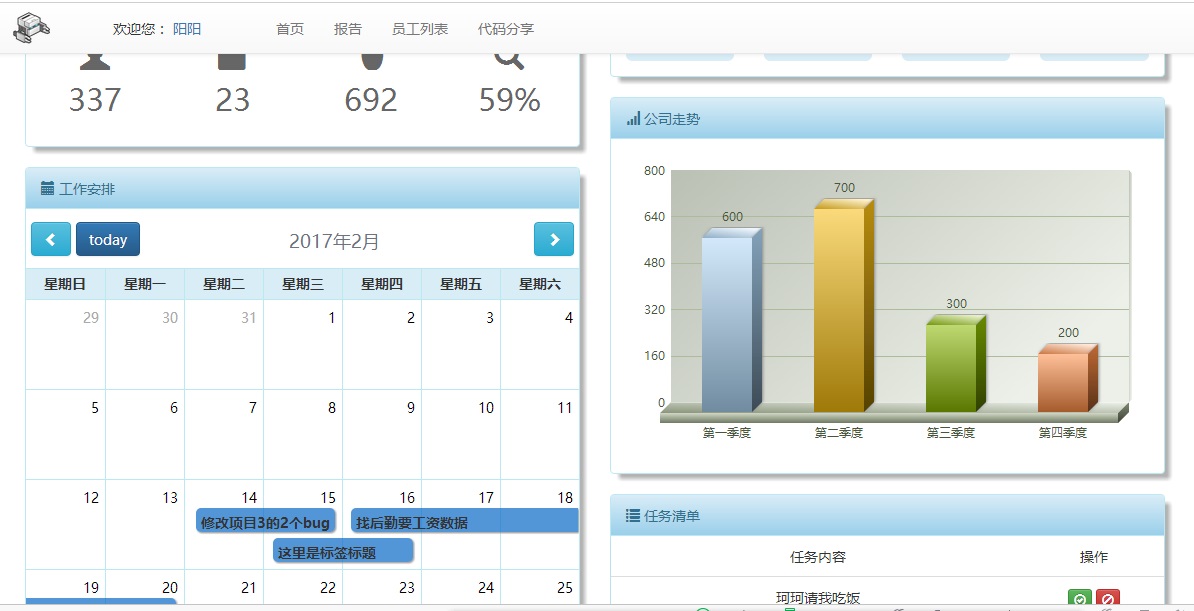 欢迎您： 阳阳 首页 报告 员工列表 代码分享
337 23 692 59%
工作安排
today 2017年2月
星期日 星期一 星期二 星期三 星期四 星期五 星期六
29 30 31 1 2 3 4
5 6 7 8 9 10 11
12 13 14 15 16 17 18
修改项目3的2个bug 找后勤要工资数据
这里是标签标题
19 20 21 22 23 24 25
公司走势
800
700
640 600
480
320 300
200
160
0
第一季度 第二季度 第三季度 第四季度
任务清单
任务内容 操作
珂珂请我吃饭